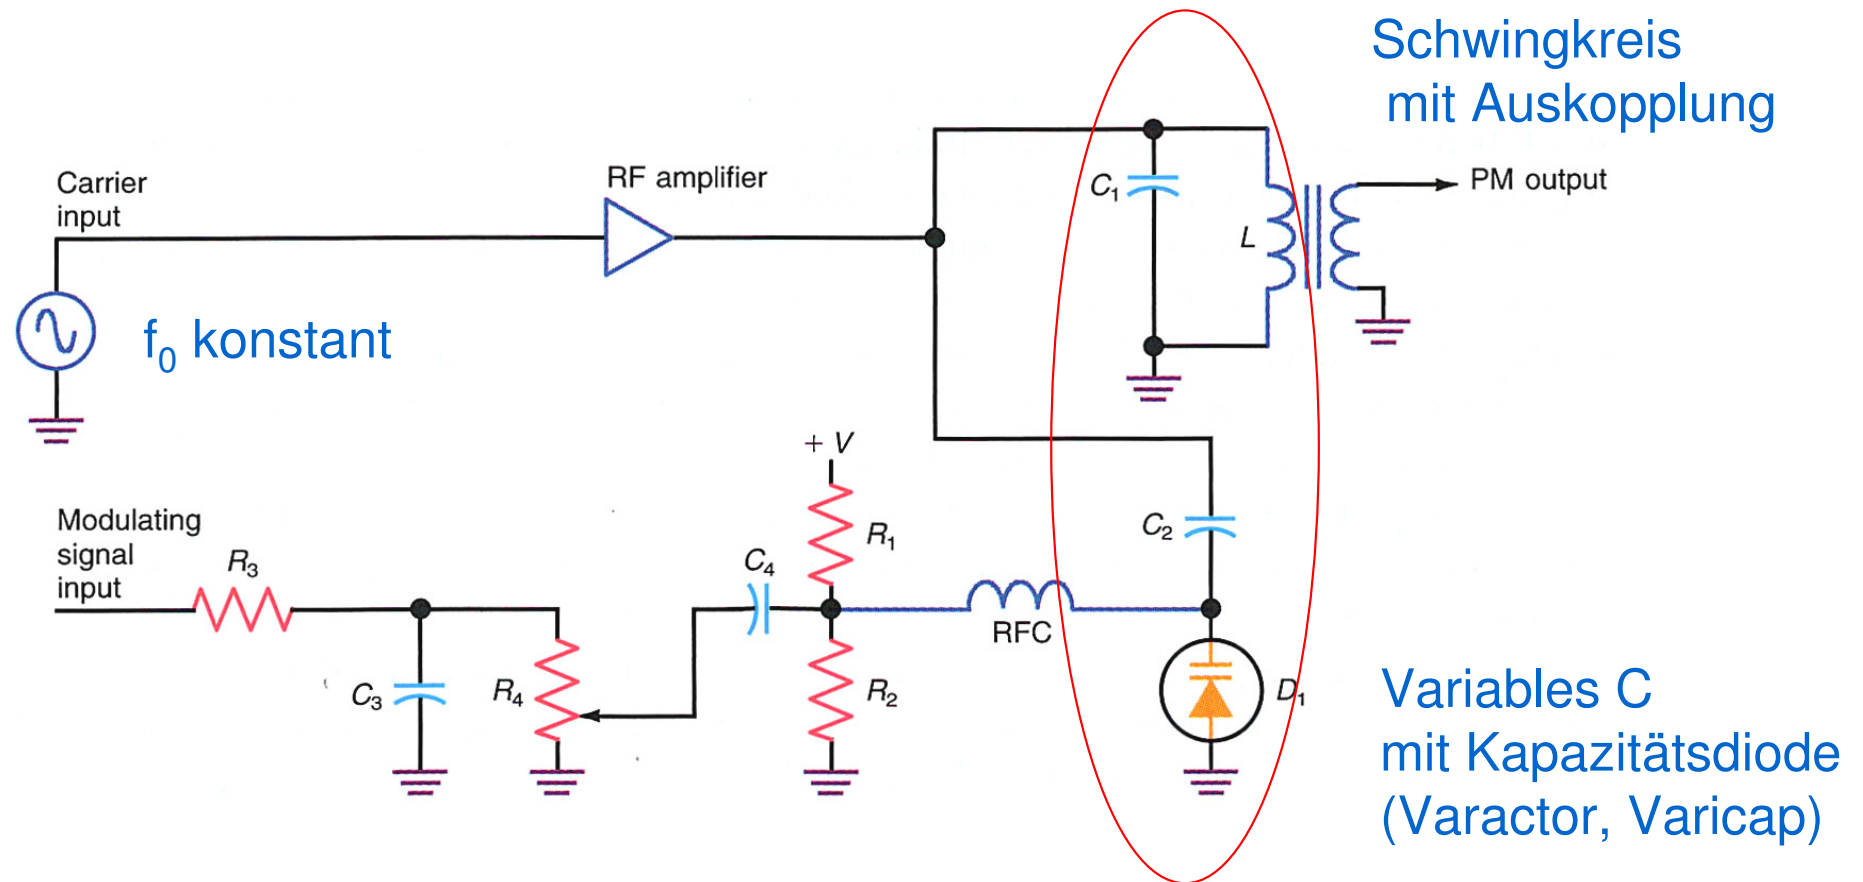 Schwingkreis
mit Auskopplung
Carrier
input
RF amplifier
C1
L
PM output
f0 konstant
+ V
Modulating
signal
input
R3
C4
R1
C2
RFC
C3
R4
R2
D1
Variables C
mit Kapazitätsdiode
(Varactor, Varicap)